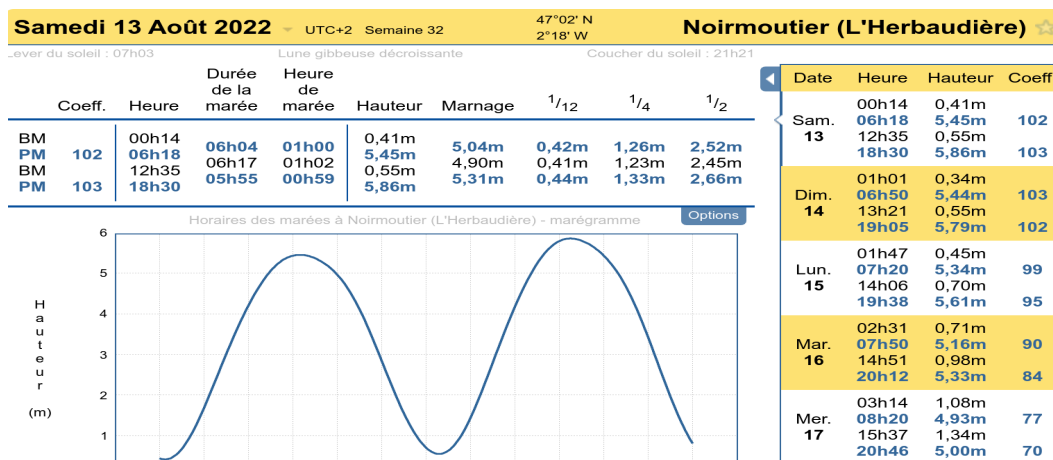 Samedi 13 Août 2022 UTC+2 Semaine 32 47°02' N Noirmoutier (L'Herbaudière)
2°18' W
Lever du soleil : 07h03 Lune gibbeuse décroissante Coucher du soleil : 21h21
Durée Heure
de la de
Coeff. Heure marée marée Hauteur Marnage 1/12 1/4 1/2
BM 00h14 0,41m
06h04 01h00 5,04m 0,42m 1,26m 2,52m
PM 102 06h18 5,45m
06h17 01h02 4,90m 0,41m 1,23m 2,45m
BM 12h35 0,55m
05h55 00h59 5,31m 0,44m 1,33m 2,66m
PM 103 18h30 5,86m
Horaires des marées à Noirmoutier (L'Herbaudière) - marégramme Options
6
5
4
3
2
1
Hauteur
(m)
Date Heure Hauteur Coeff
00h14 0,41m
Sam. 06h18 5,45m 102
13 12h35 0,55m
18h30 5,86m 103
01h01 0,34m
Dim. 06h50 5,44m 103
14 13h21 0,55m
19h05 5,79m 102
01h47 0,45m
Lun. 07h20 5,34m 99
15 14h06 0,70m
19h38 5,61m 95
02h31 0,71m
Mar. 07h50 5,16m 90
16 14h51 0,98m
20h12 5,33m 84
03h14 1,08m
Mer. 08h20 4,93m 77
17 15h37 1,34m
20h46 5,00m 70